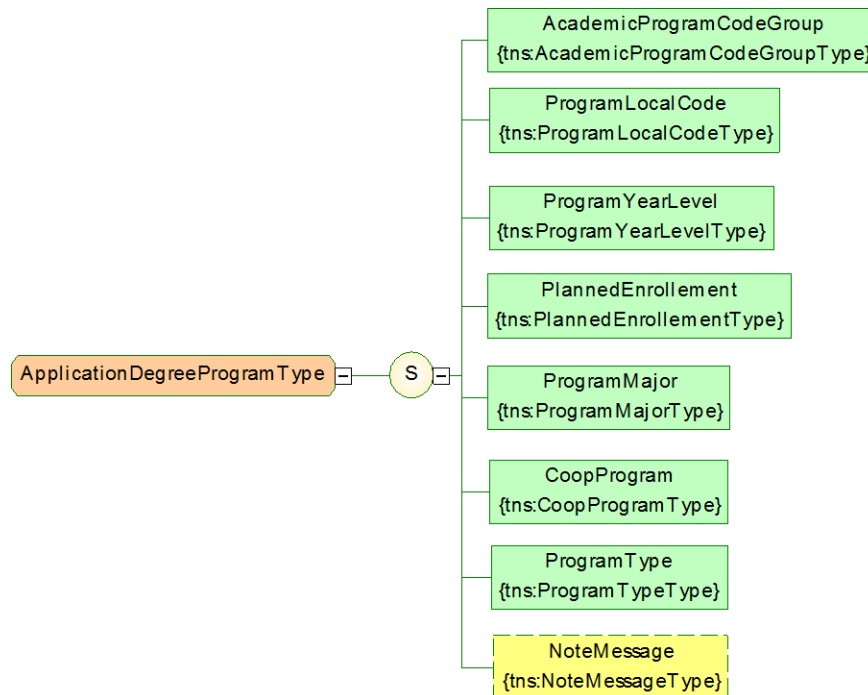 AcademicProgramCodeGroup
{tns:AcademicProgramCodeGroupType}
ProgramLocalCode
{tns:ProgramLocalCodeType}
ProgramYearLevel
{tns:ProgramYearLevelType}
PlannedEnrollement
{tns:PlannedEnrollementType}
ApplicationDegreeProgramType
S
ProgramMajor
{tns:ProgramMajorType}
CoopProgram
{tns:CoopProgramType}
ProgramType
{tns:ProgramTypeType}
NoteMessage
{tns:NoteMessageType}